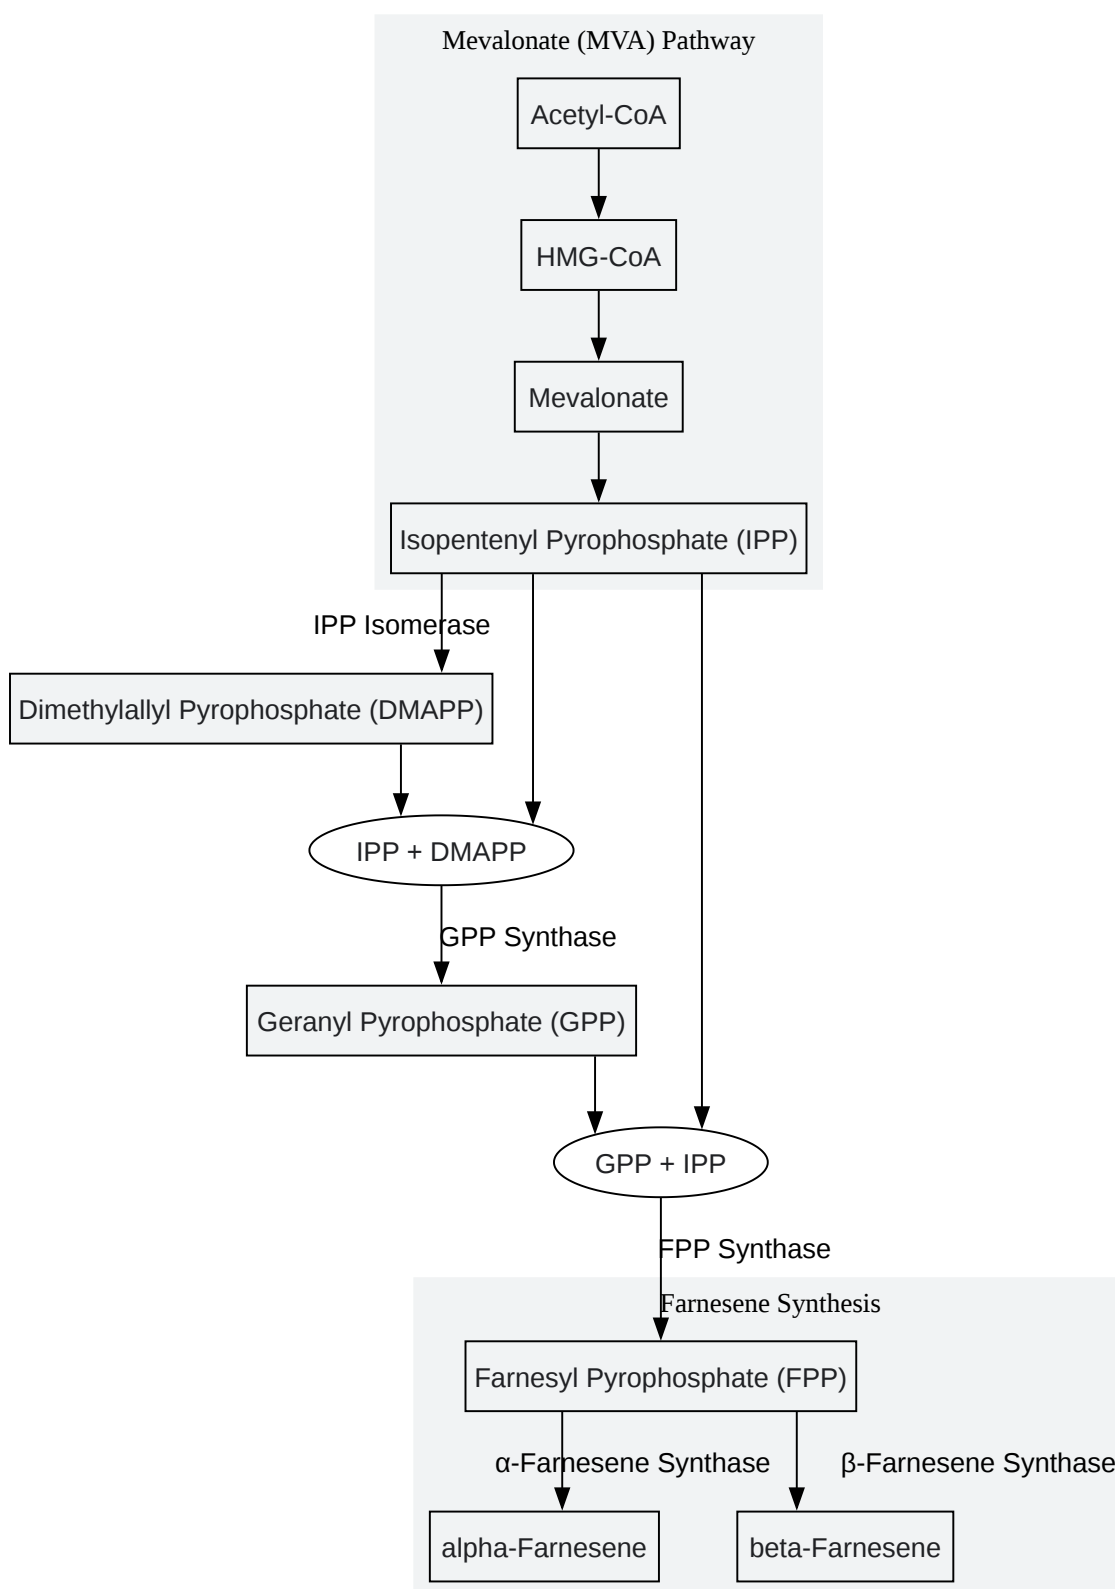 Mevalonate (MVA) Pathway
Acetyl-CoA
HMG-CoA
Mevalonate
Isopentenyl Pyrophosphate (IPP)
IPP Isomerase
Dimethylallyl Pyrophosphate (DMAPP)
IPP + DMAPP
GPP Synthase
Geranyl Pyrophosphate (GPP)
GPP + IPP
FPP Synthase
Farnesene Synthesis
Farnesyl Pyrophosphate (FPP)
α-Farnesene Synthase
β-Farnesene Synthase
alpha-Farnesene
beta-Farnesene